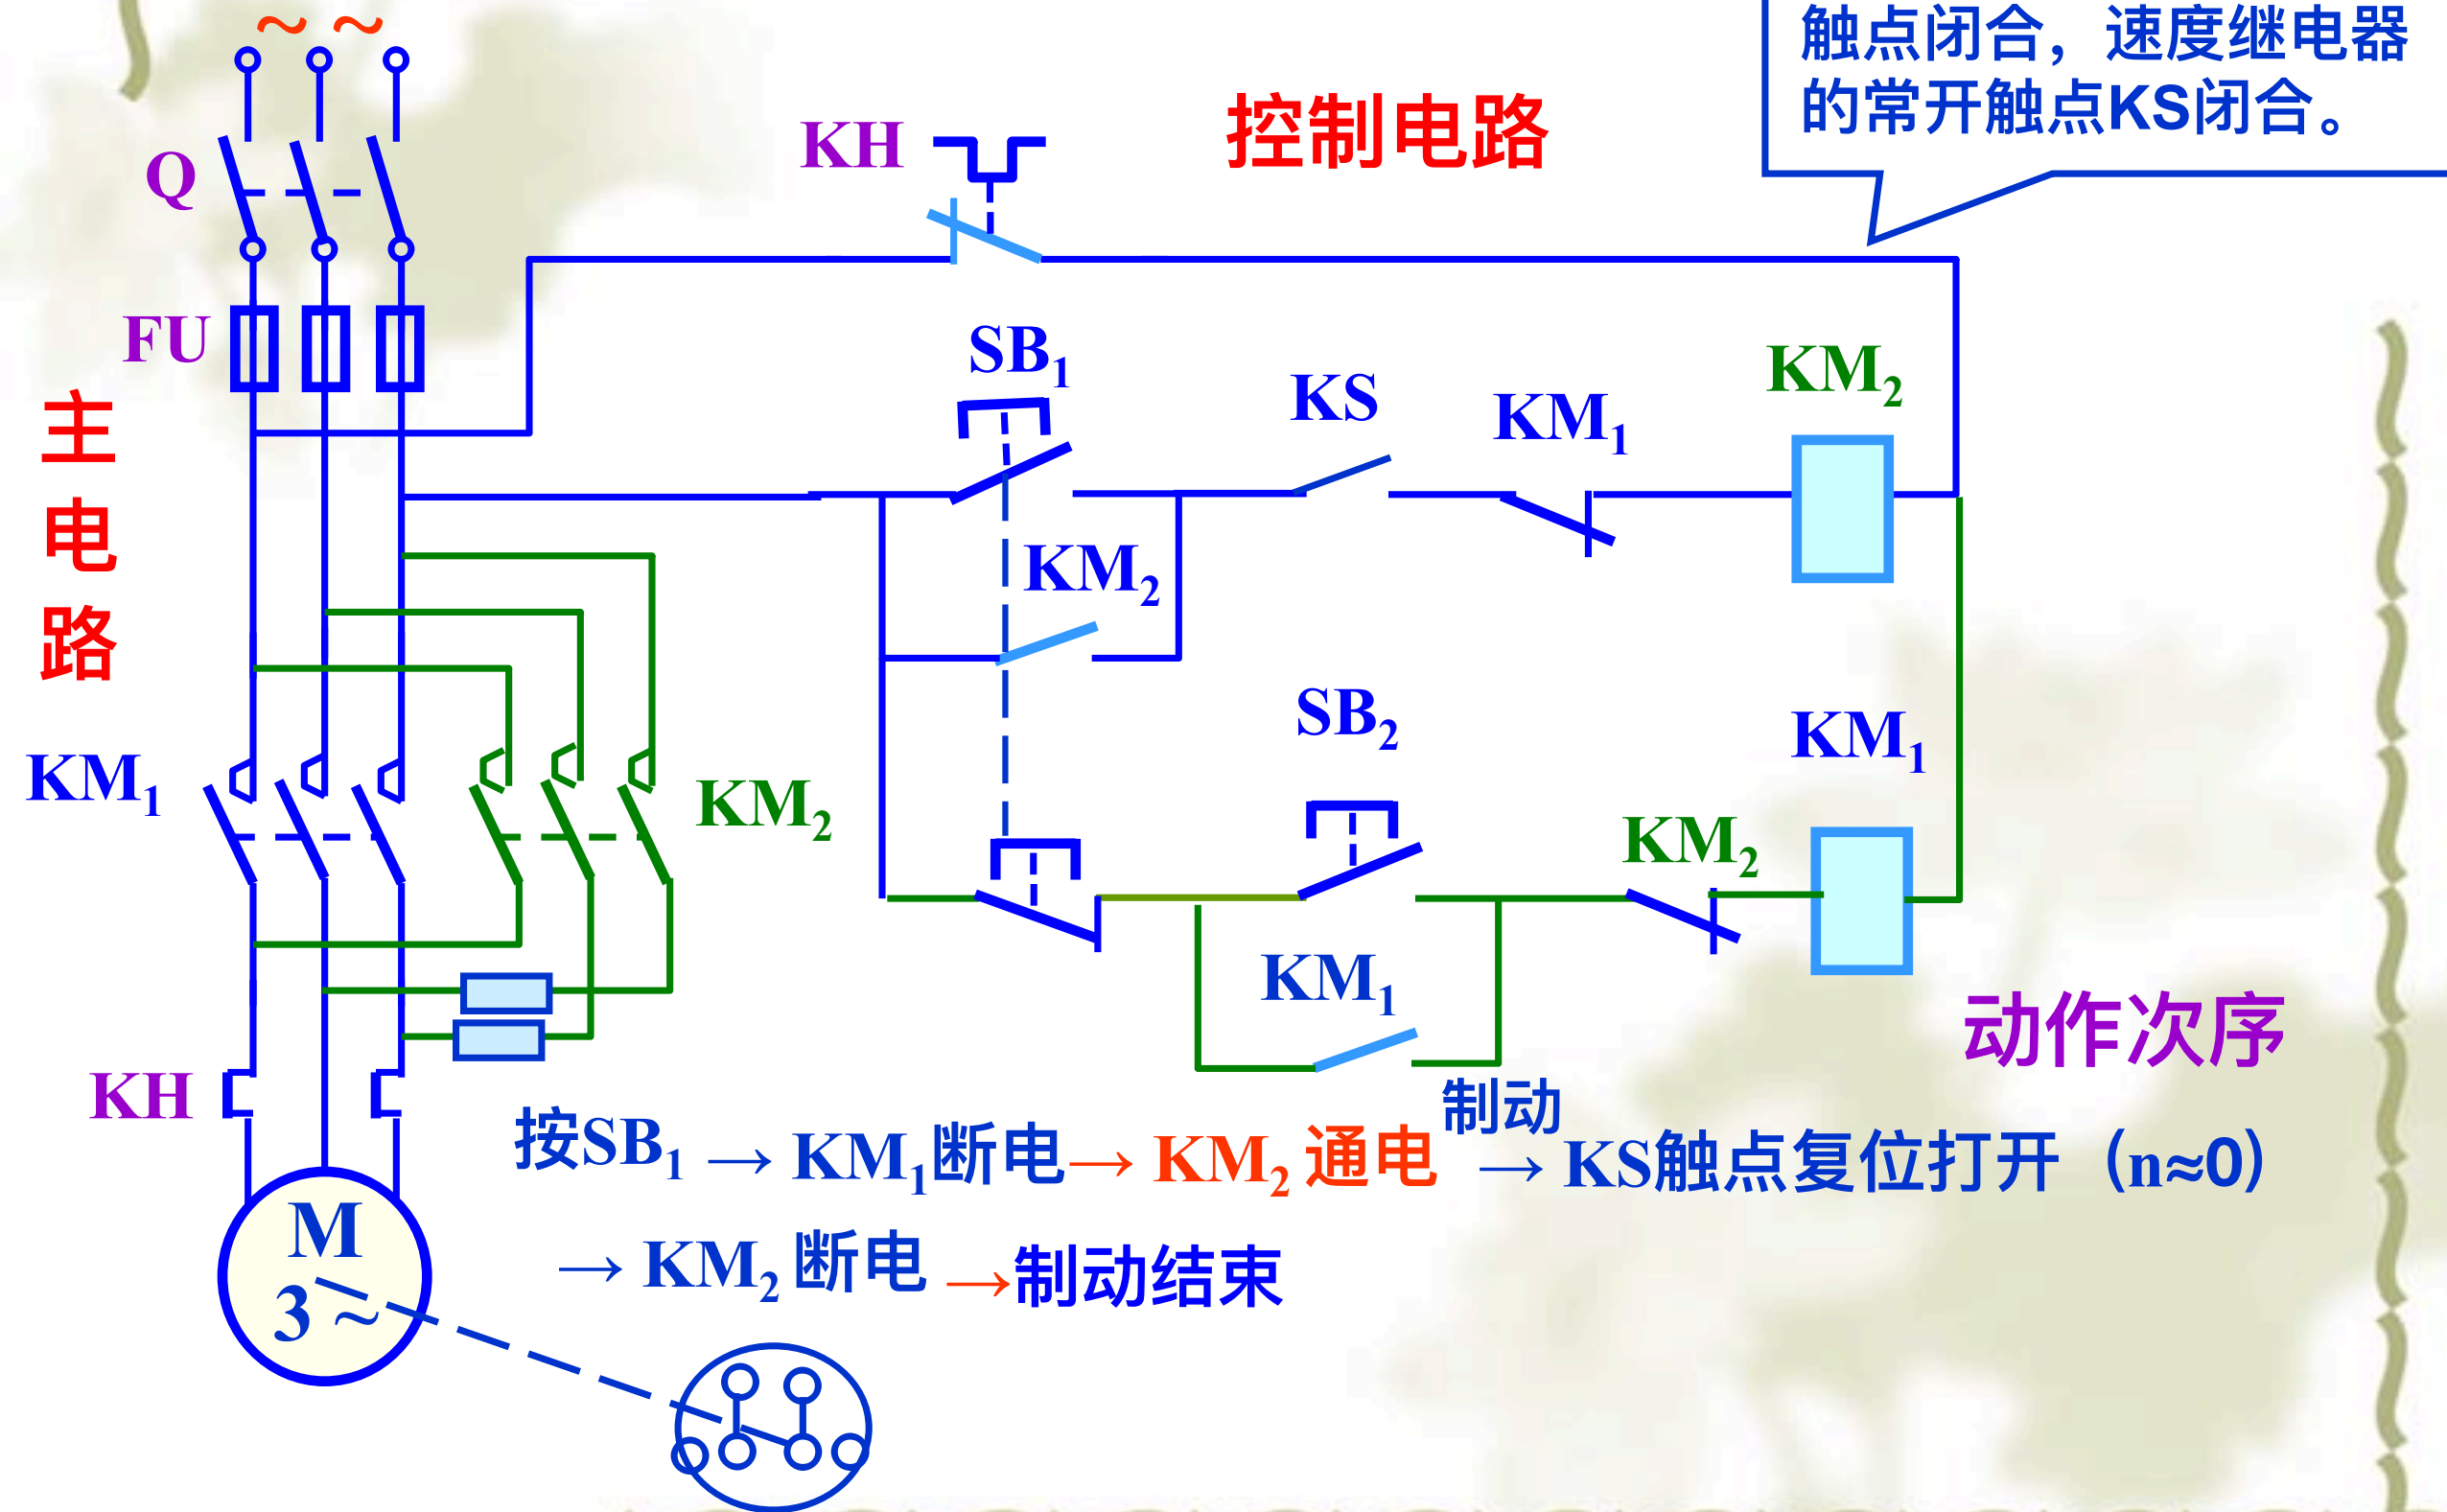 ~ ~
触点闭合，速度继电器
的常开触点KS闭合。
KH
控制电路
Q
FU
SB1
KS
KM1
KM2
主电路
KM2
SB2
KM1
KM1
KM2
KM2
KM1
动作次序
KH
制动
按SB1 → KM1断电→ KM2 通电 → KS触点复位打开（n≈0）
→ KM2 断电 →制动结束
M
3 ~